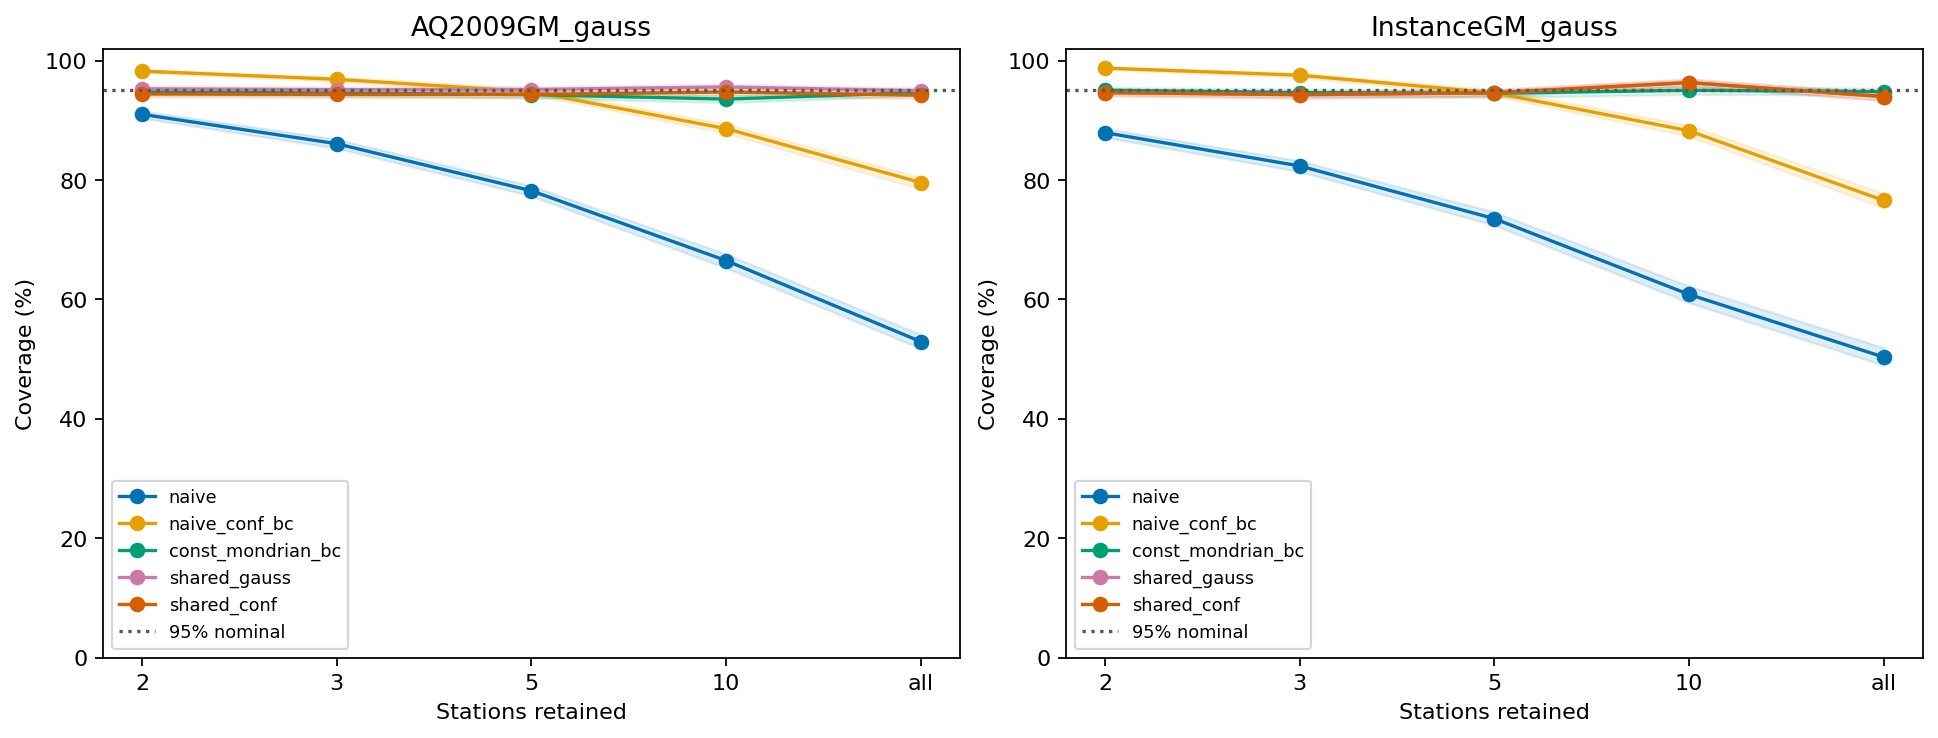 AQ2009GM_gauss
Coverage (%)
100
80
60
40
20
0
naive
naive_conf_bc
const_mondrian_bc
shared_gauss
shared_conf
95% nominal
2 3 5 10 all
Stations retained
InstanceGM_gauss
Coverage (%)
100
80
60
40
20
0
naive
naive_conf_bc
const_mondrian_bc
shared_gauss
shared_conf
95% nominal
2 3 5 10 all
Stations retained